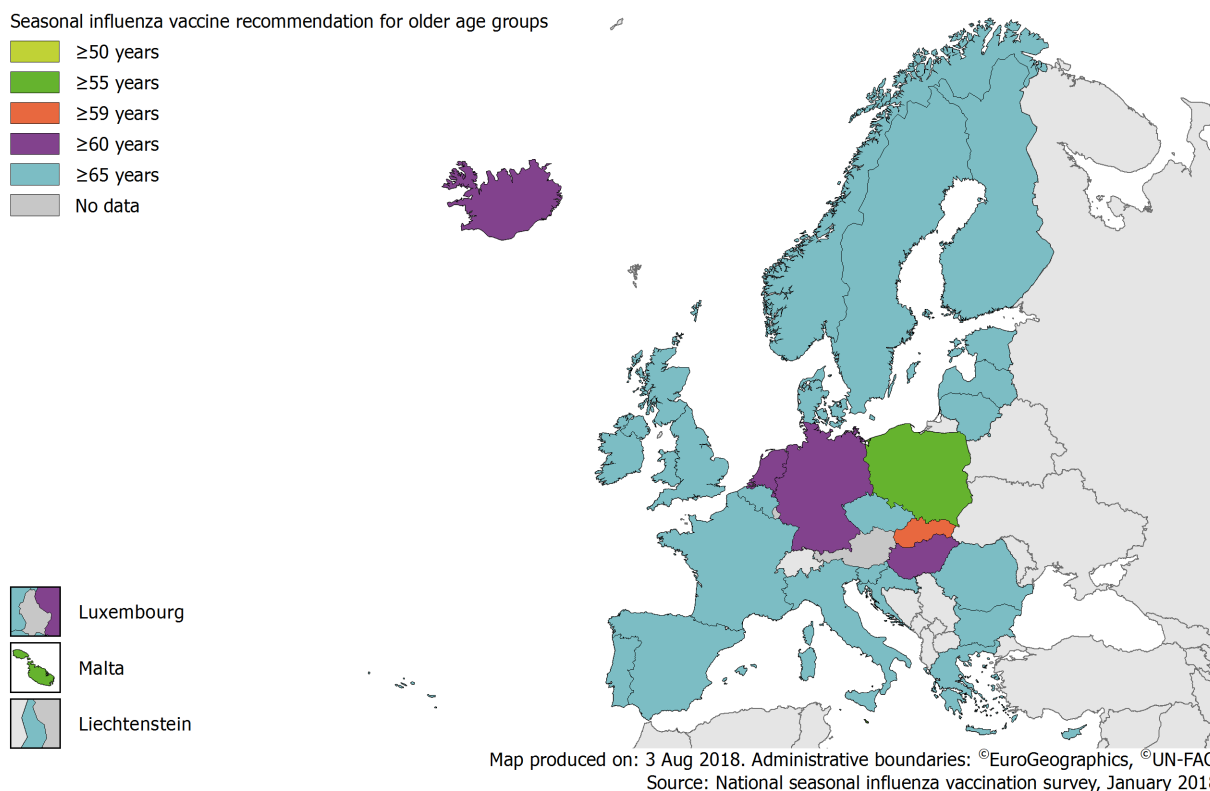 Seasonal influenza vaccine recommendation for older age groups
≥50 years
≥55 years
≥59 years
≥60 years
≥65 years
No data
Luxembourg
Malta
Liechtenstein
Map produced on: 3 Aug 2018. Administrative boundaries: ©EuroGeographics, ©UN-FAO
Source: National seasonal influenza vaccination survey, January 2018